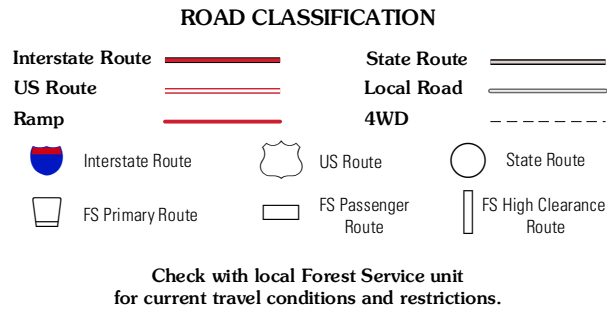 ROAD CLASSIFICATION
Interstate Route
State Route
US Route
Local Road
Ramp
4WD
Interstate Route
US Route
State Route
FS Primary Route
FS Passenger
Route
FS High Clearance
Route
Check with local Forest Service unit
for current travel conditions and restrictions.